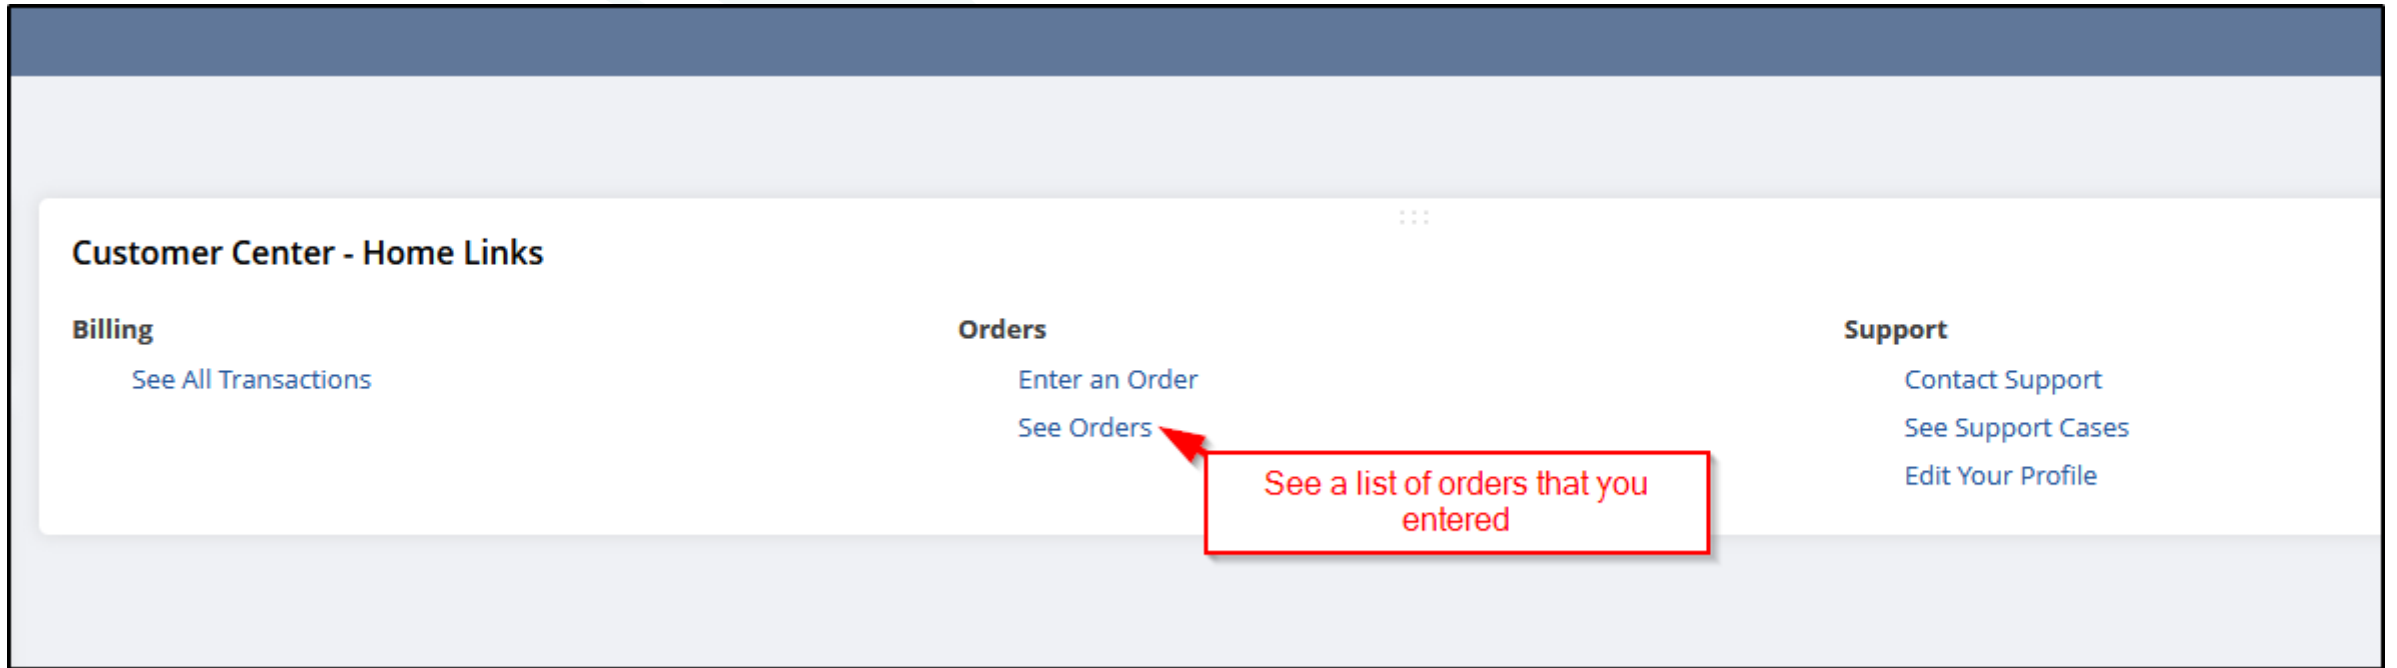 Customer Center - Home Links
Billing
See All Transactions
Orders
Enter an Order
See Orders
See a list of orders that you
entered
Support
Contact Support
See Support Cases
Edit Your Profile